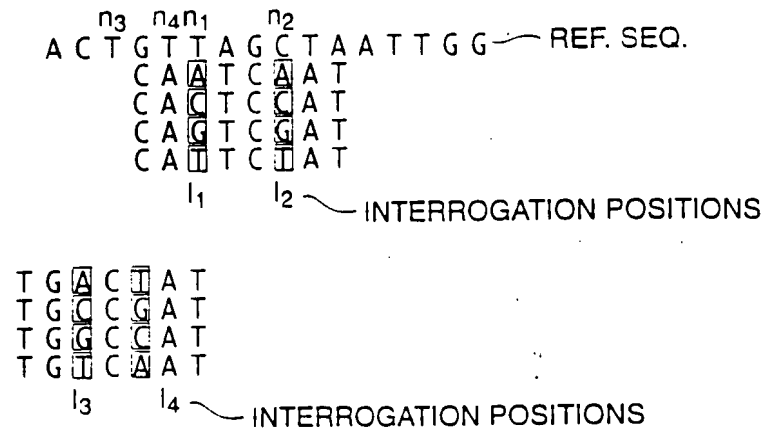 n3 n4 n1 n2
A C T G T T A G C T A A T T G G REF. SEQ.
C A A T C A A T
C A C T C C A T
C A G T C G A T
C A T T C T A T
I1 I2 INTERROGATION POSITIONS
T G A C T A T
T G C C G A T
T G G C C A T
T G T C A A T
I3 I4 INTERROGATION POSITIONS